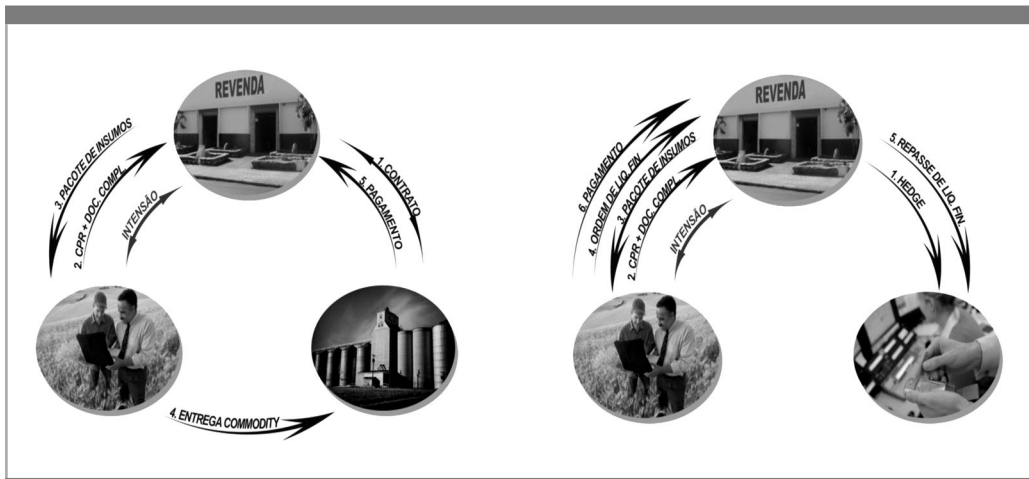 REVENDA
3. PACOTE DE INSUMOS
2. CPR + DOC. COMPL.
INTENSÃO
1. CONTRATO
5. PAGAMENTO
4. ENTREGA COMMODITY
REVENDA
6. PAGAMENTO
4. ORDEM DE LIQ. FIN
3. PACOTE DE INSUMOS
2. CPR + DOC. COMPL.
INTENSÃO
5. REPASSE DE LIQ. FIN.
1. HEDGE